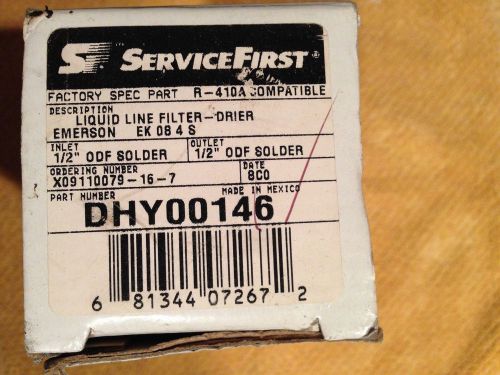 S SERVICEFIRST®
FACTORY SPEC PART R-410A COMPATIBLE
DESCRIPTION
LIQUID LINE FILTER-DRIER
EMERSON EK 08 4 S
INLET OUTLET
1/2" ODF SOLDER 1/2" ODF SOLDER
ORDERING NUMBER DATE
X09110079-16-7 8C0
PART NUMBER MADE IN MEXICO
DHY00146
6 81344 07267 2